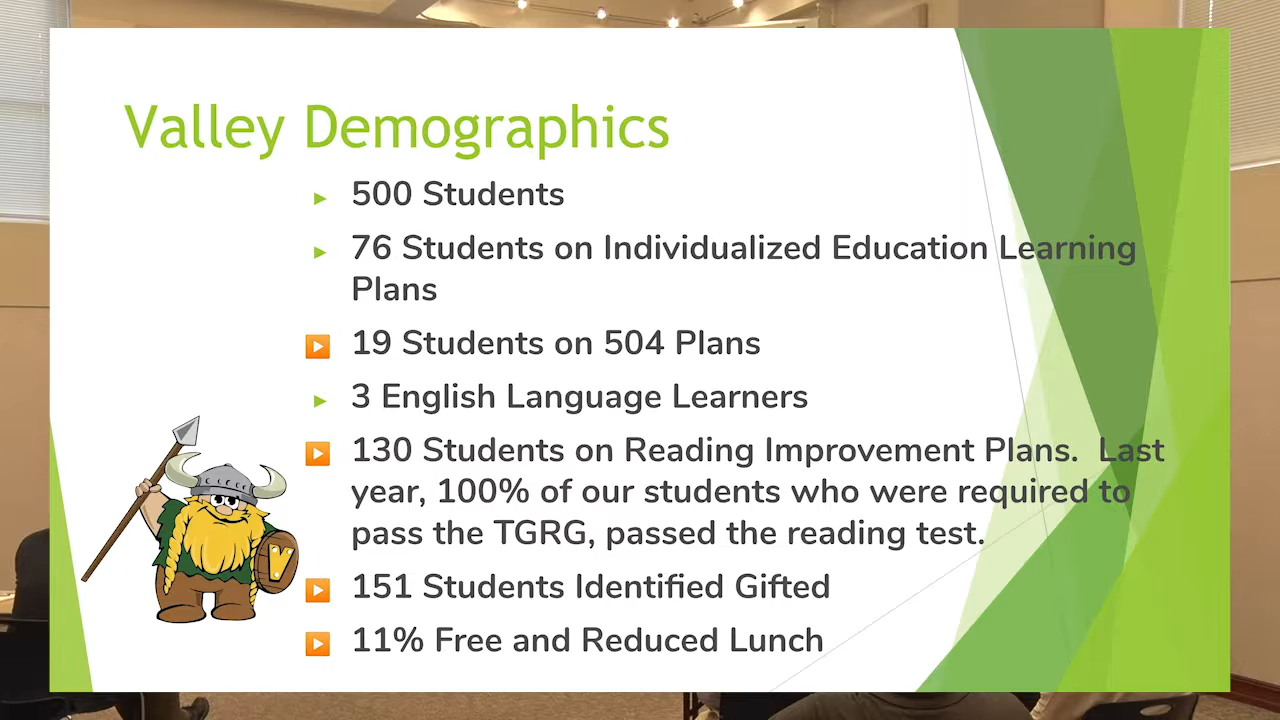 Valley Demographics
500 Students
76 Students on Individualized Education Learning
Plans
19 Students on 504 Plans
3 English Language Learners
130 Students on Reading Improvement Plans.  Last
year, 100% of our students who were required to
pass the TGRG, passed the reading test.
151 Students Identified Gifted
11% Free and Reduced Lunch
V